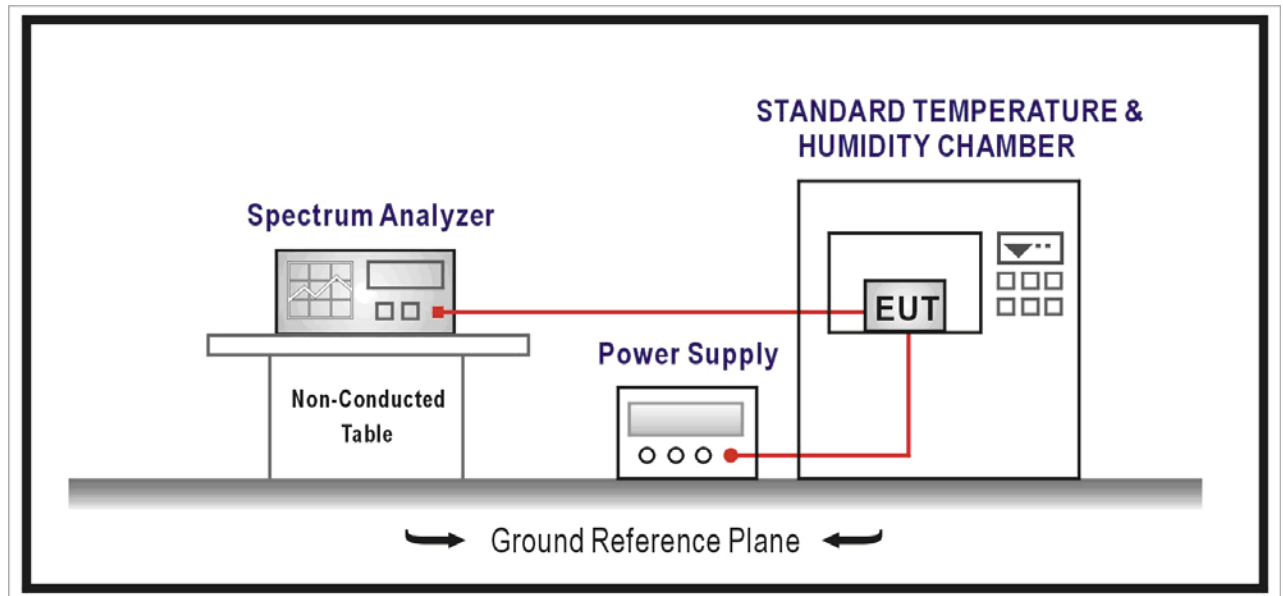 STANDARD TEMPERATURE &
HUMIDITY CHAMBER
Spectrum Analyzer
EUT
Power Supply
Non-Conducted
Table
Ground Reference Plane